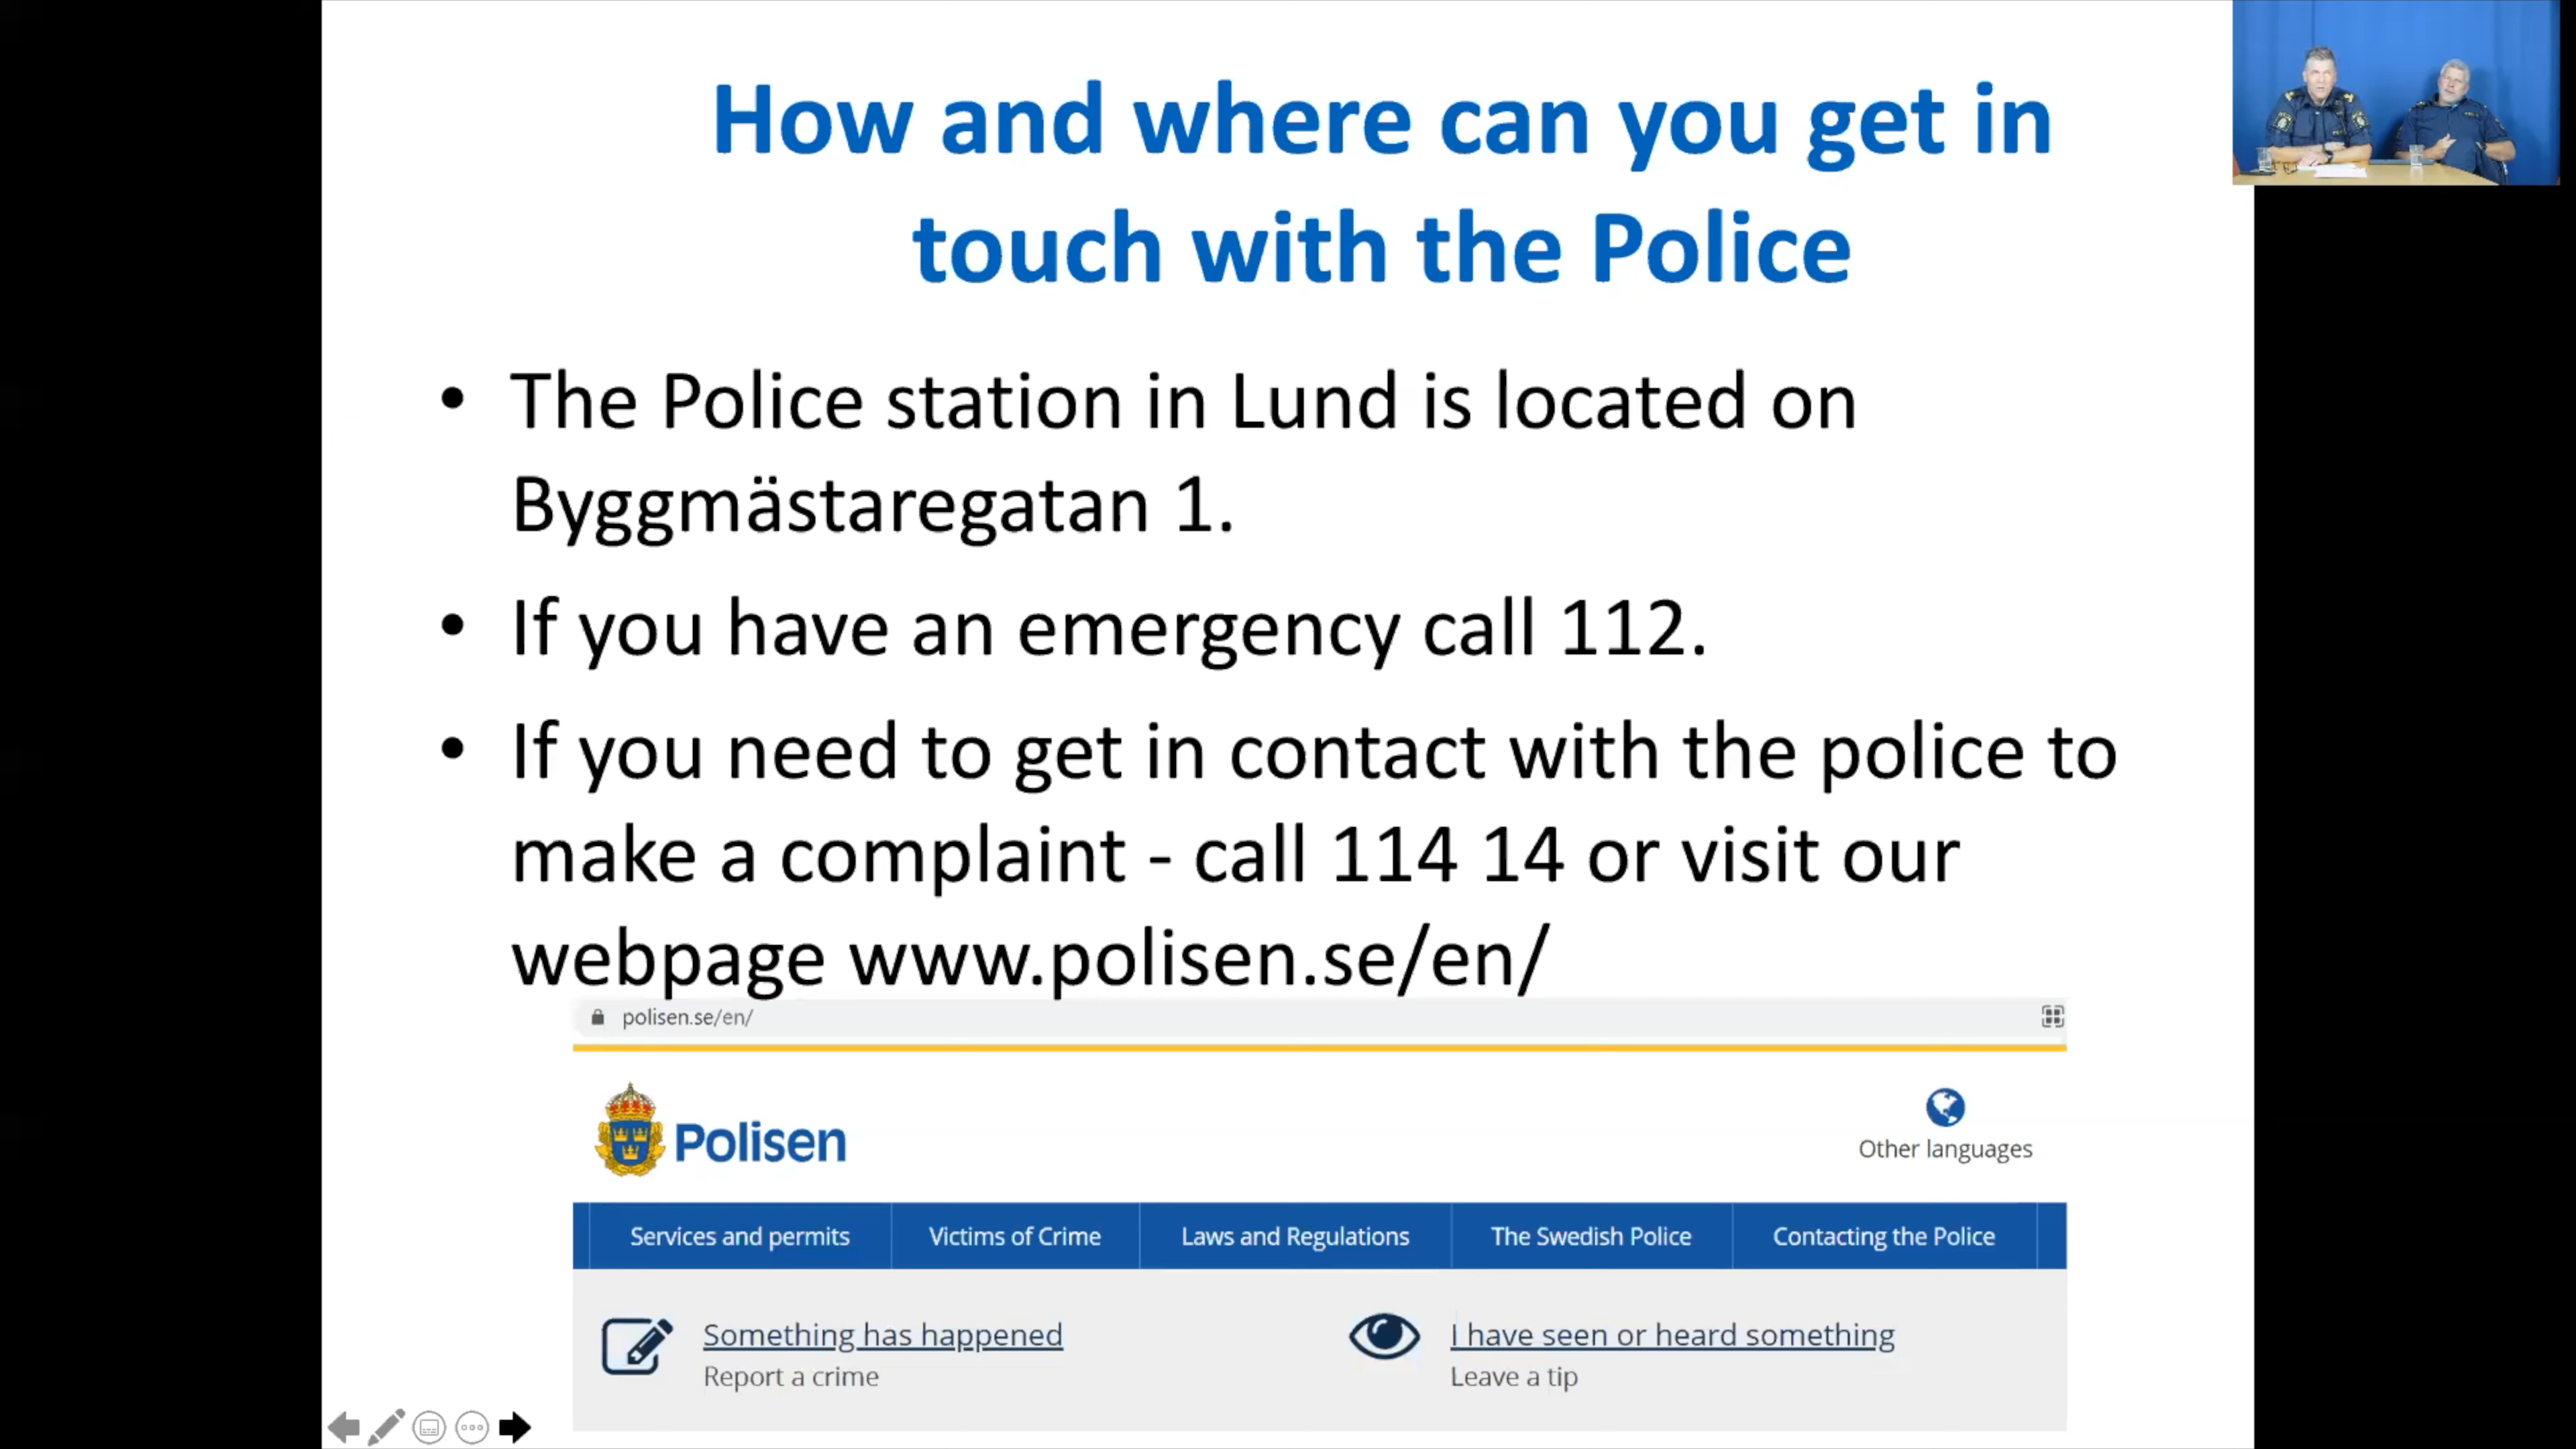 How and where can you get in
touch with the Police
• The Police station in Lund is located on
Byggmästaregatan 1.
• If you have an emergency call 112.
• If you need to get in contact with the police to
make a complaint - call 114 14 or visit our
webpage www.polisen.se/en/
polisen.se/en/
Polisen
Other languages
Services and permits
Victims of Crime
Laws and Regulations
The Swedish Police
Contacting the Police
Something has happened
Report a crime
I have seen or heard something
Leave a tip